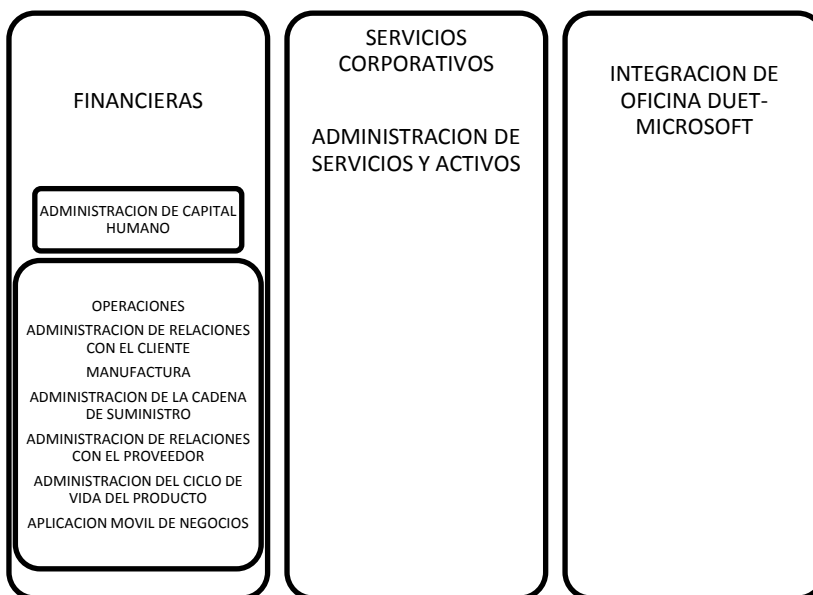 FINANCIERAS
ADMINISTRACION DE CAPITAL
HUMANO
OPERACIONES
ADMINISTRACION DE RELACIONES
CON EL CLIENTE
MANUFACTURA
ADMINISTRACION DE LA CADENA
DE SUMINISTRO
ADMINISTRACION DE RELACIONES
CON EL PROVEEDOR
ADMINISTRACION DEL CICLO DE
VIDA DEL PRODUCTO
APLICACION MOVIL DE NEGOCIOS
SERVICIOS
CORPORATIVOS
ADMINISTRACION DE
SERVICIOS Y ACTIVOS
INTEGRACION DE
OFICINA DUET-
MICROSOFT